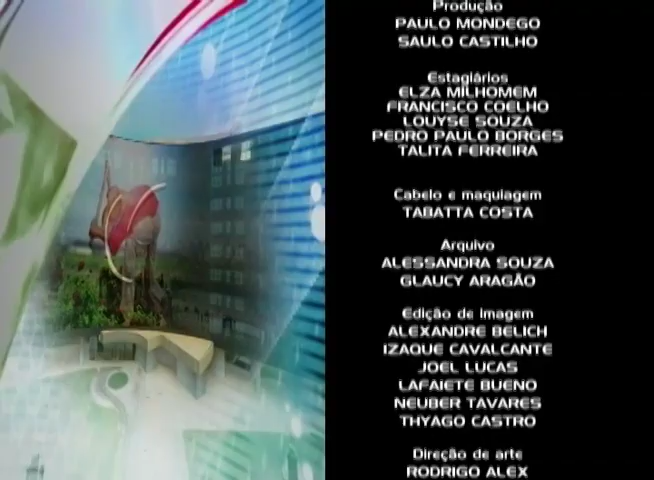 Produção
PAULO MONDEGO
SAULO CASTILHO
Estagiários
ELZA MILHOMEM
FRANCISCO COELHO
LOUYSE SOUZA
PEDRO PAULO BORGES
TALITA FERREIRA
Cabelo e maquiagem
TABATTA COSTA
Arquivo
ALESSANDRA SOUZA
GLAUCY ARAGÃO
Edição de Imagem
ALEXANDRE BELICH
IZAQUE CAVALCANTE
JOEL LUCAS
LAFAIETE BUENO
NEUBER TAVARES
THYAGO CASTRO
Direção de arte
RODRIGO ALEX